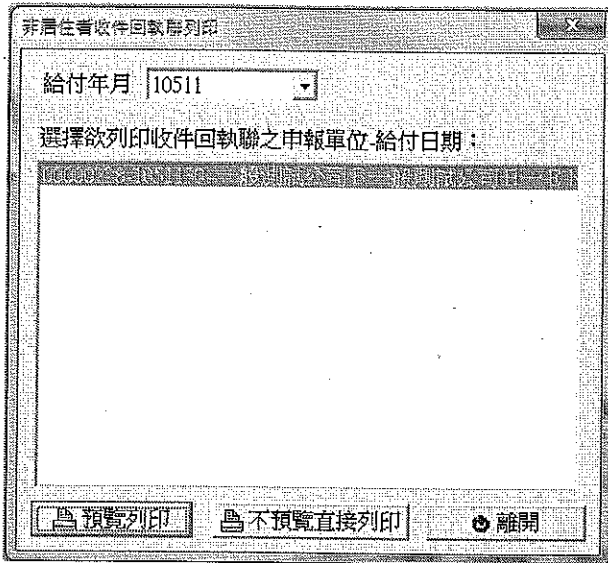 非居住者收件回執聯列印
給付年月 10511
選擇欲列印收件回執聯之申報單位-給付日期：
預覽列印 不預覽直接列印 離開